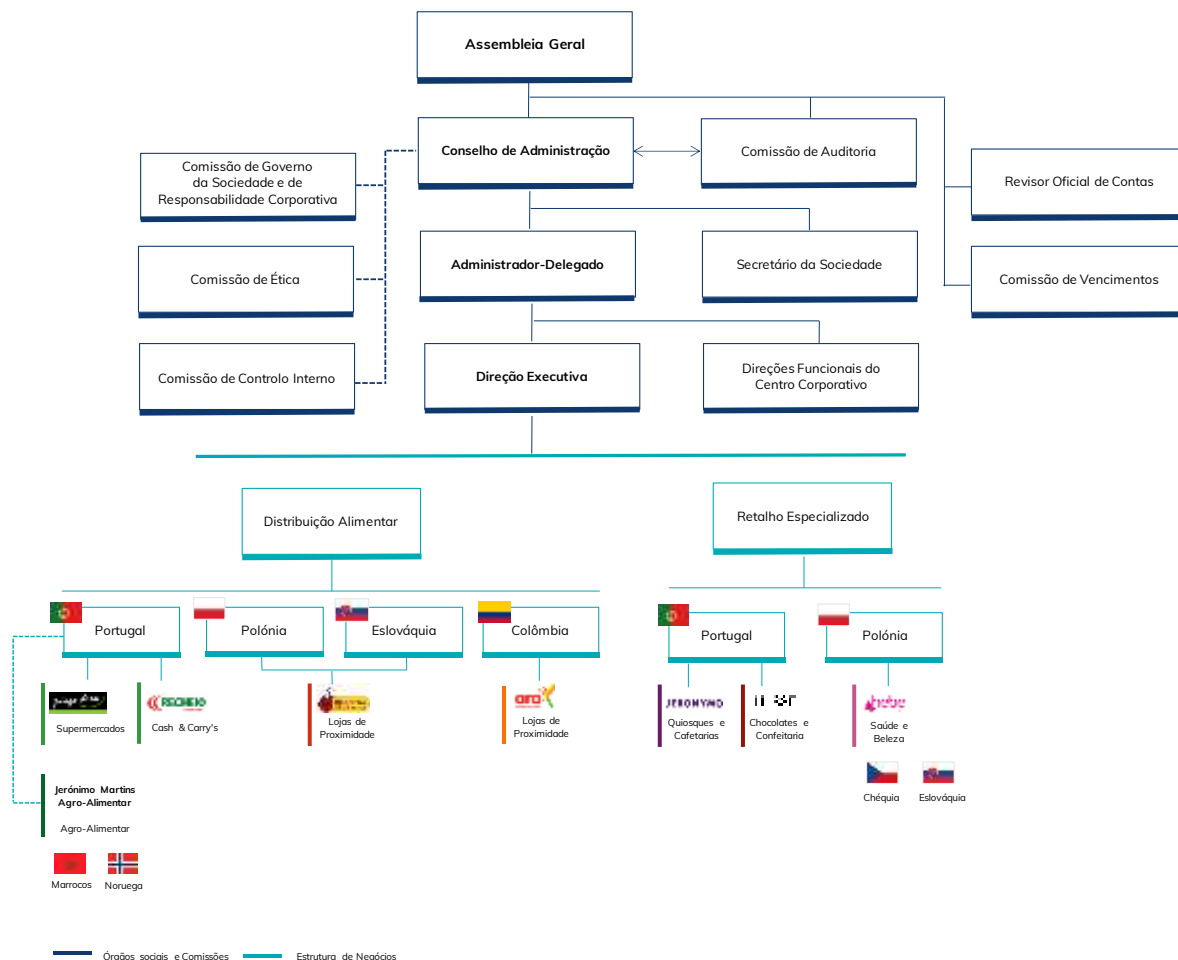 Assembleia Geral
Conselho de Administração
Comissão de Auditoria
Comissão de Governo
da Sociedade e de
Responsabilidade Corporativa
Revisor Oficial de Contas
Administrador-Delegado
Secretário da Sociedade
Comissão de Ética
Comissão de Vencimentos
Comissão de Controlo Interno
Direção Executiva
Direções Funcionais do
Centro Corporativo
Distribuição Alimentar
Retalho Especializado
Portugal
Polónia
Eslováquia
Colômbia
Portugal
Polónia
RECHEIO
ara
JERONYMO
hebe
Supermercados
Cash & Carry's
Lojas de
Proximidade
Lojas de
Proximidade
Quiosques e
Cafetarias
Chocolates e
Confeitaria
Saúde e
Beleza
Chéquia
Eslováquia
Jerónimo Martins
Agro-Alimentar
Agro-Alimentar
Marrocos
Noruega
Órgãos sociais e Comissões
Estrutura de Negócios